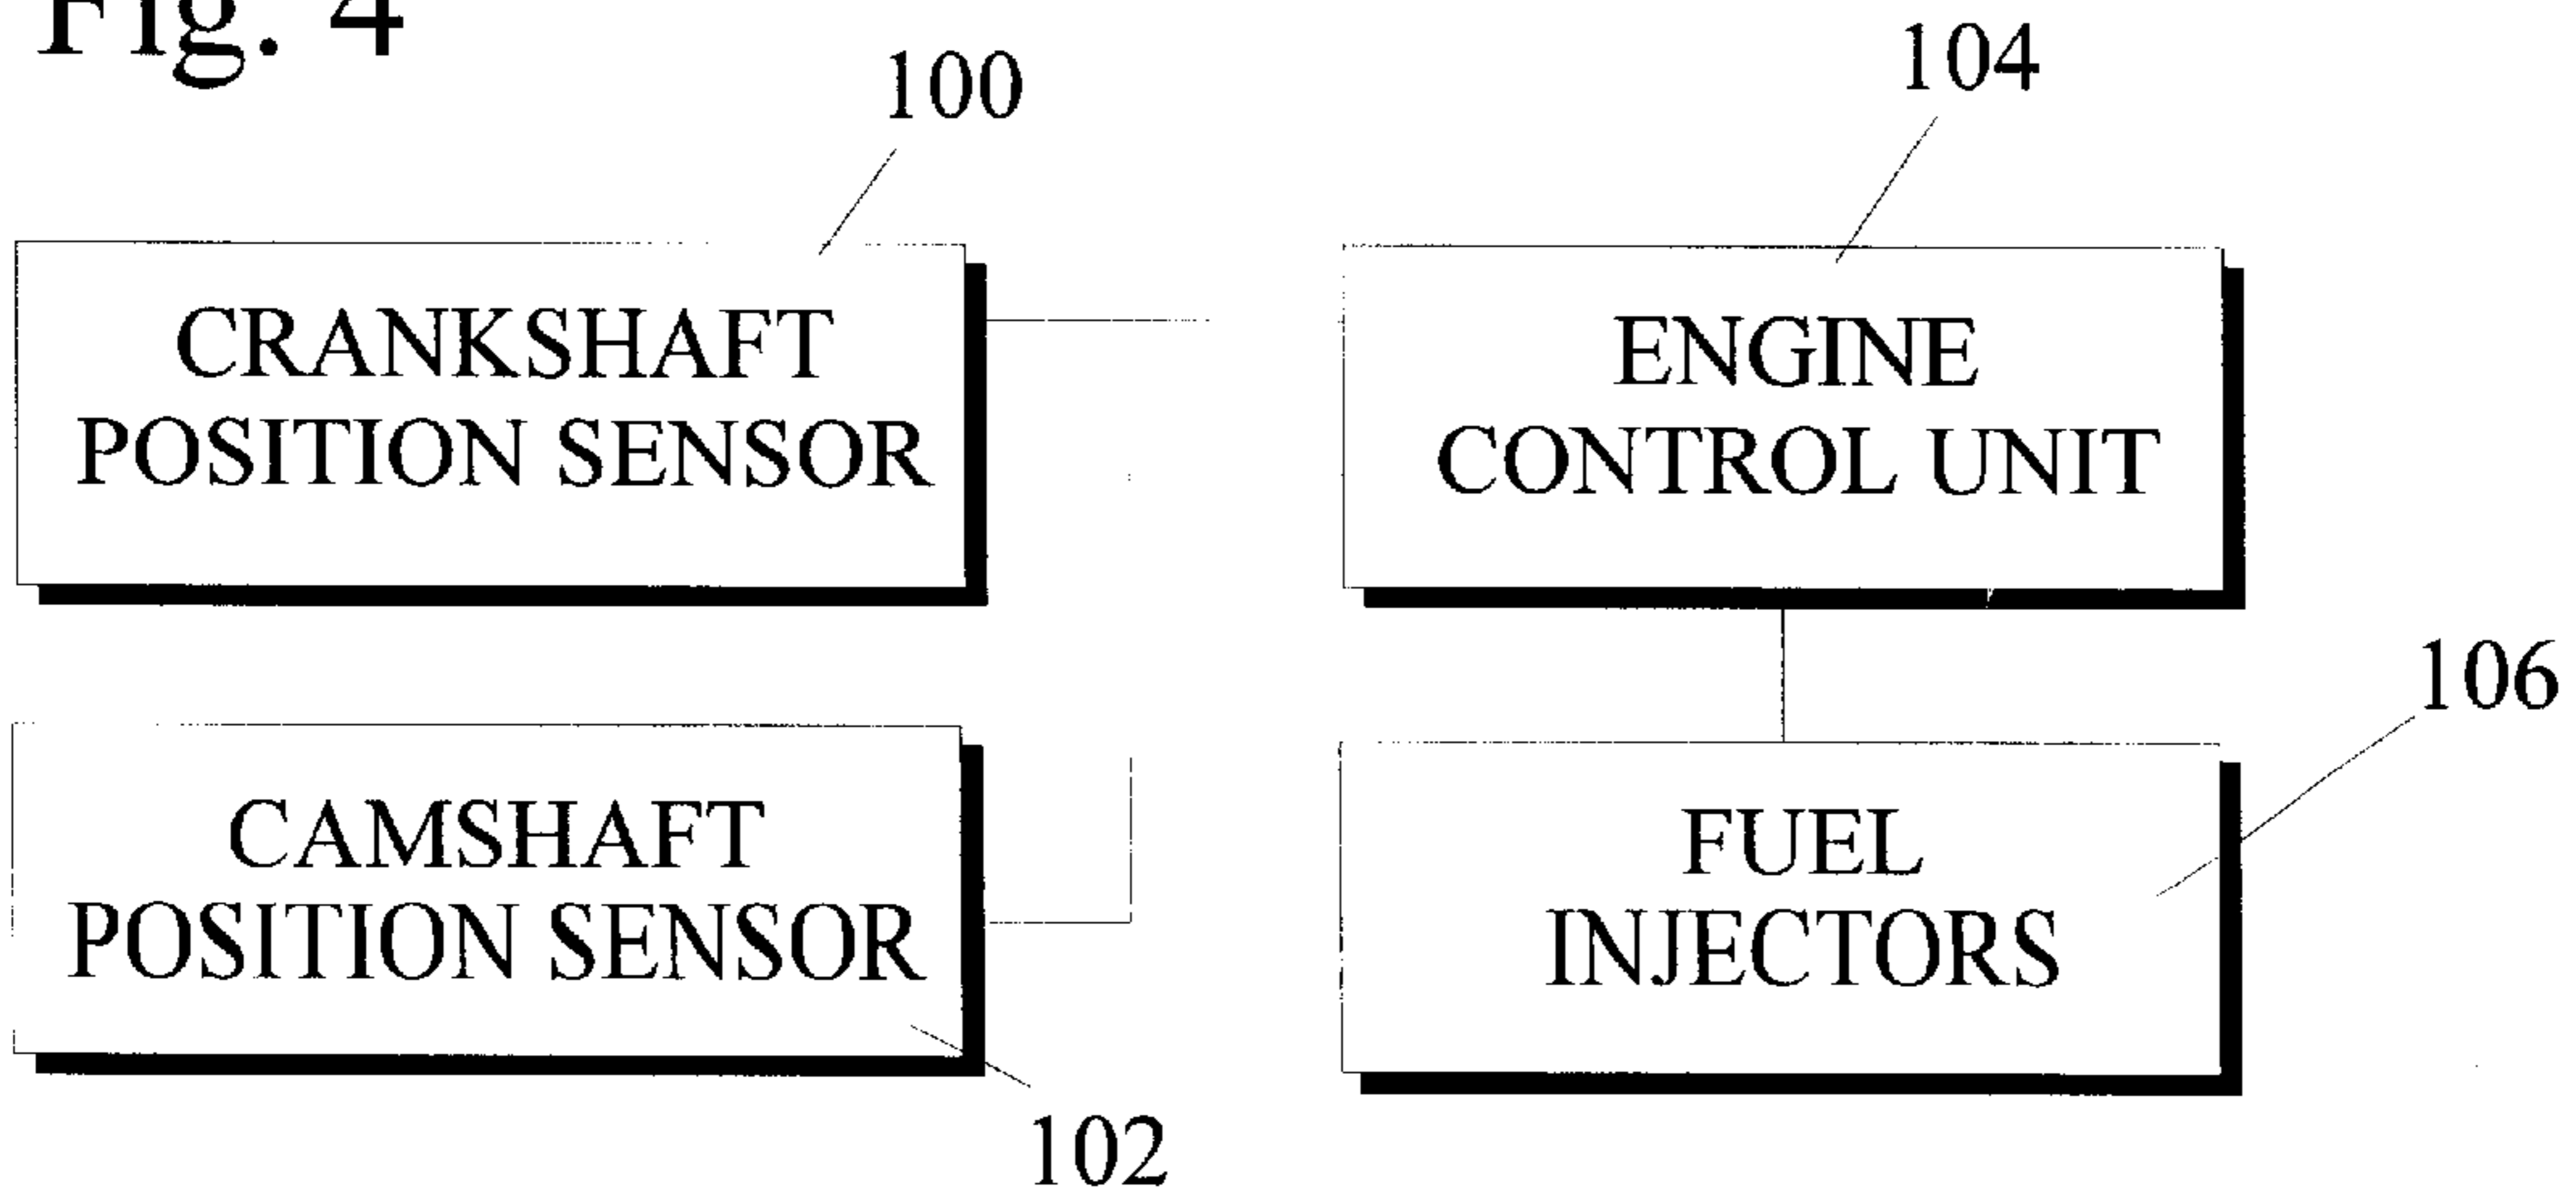 Fig. 4
100
104
CRANKSHAFT
POSITION SENSOR
ENGINE
CONTROL UNIT
106
CAMSHAFT
POSITION SENSOR
FUEL
INJECTORS
102